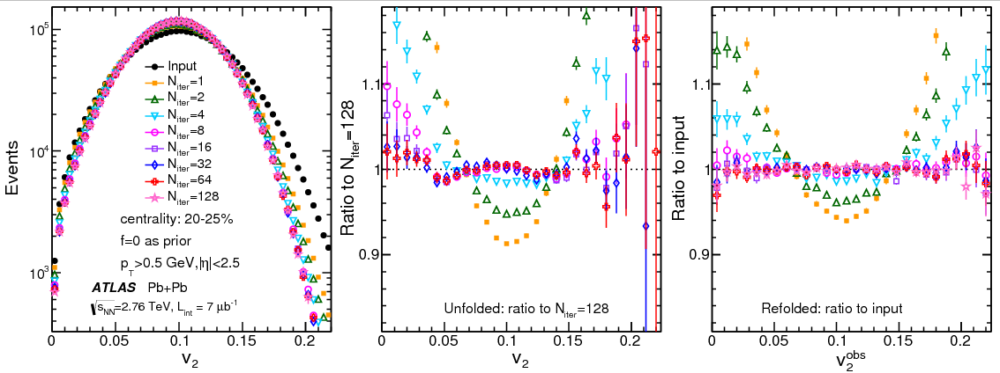 10^5
10^4
10^3
Events
0
0.05
0.1
0.15
0.2
v_2
Input
N_iter=1
N_iter=2
N_iter=4
N_iter=8
N_iter=16
N_iter=32
N_iter=64
N_iter=128
centrality: 20-25%
f=0 as prior
p_T>0.5 GeV,|η|<2.5
ATLAS Pb+Pb
√s_NN=2.76 TeV, L_int = 7 μb^-1
Ratio to N_iter=128
1.1
1
0.9
Unfolded: ratio to N_iter=128
0
0.05
0.1
0.15
0.2
v_2
Ratio to input
1.1
1
0.9
Refolded: ratio to input
0
0.05
0.1
0.15
0.2
v_2^obs